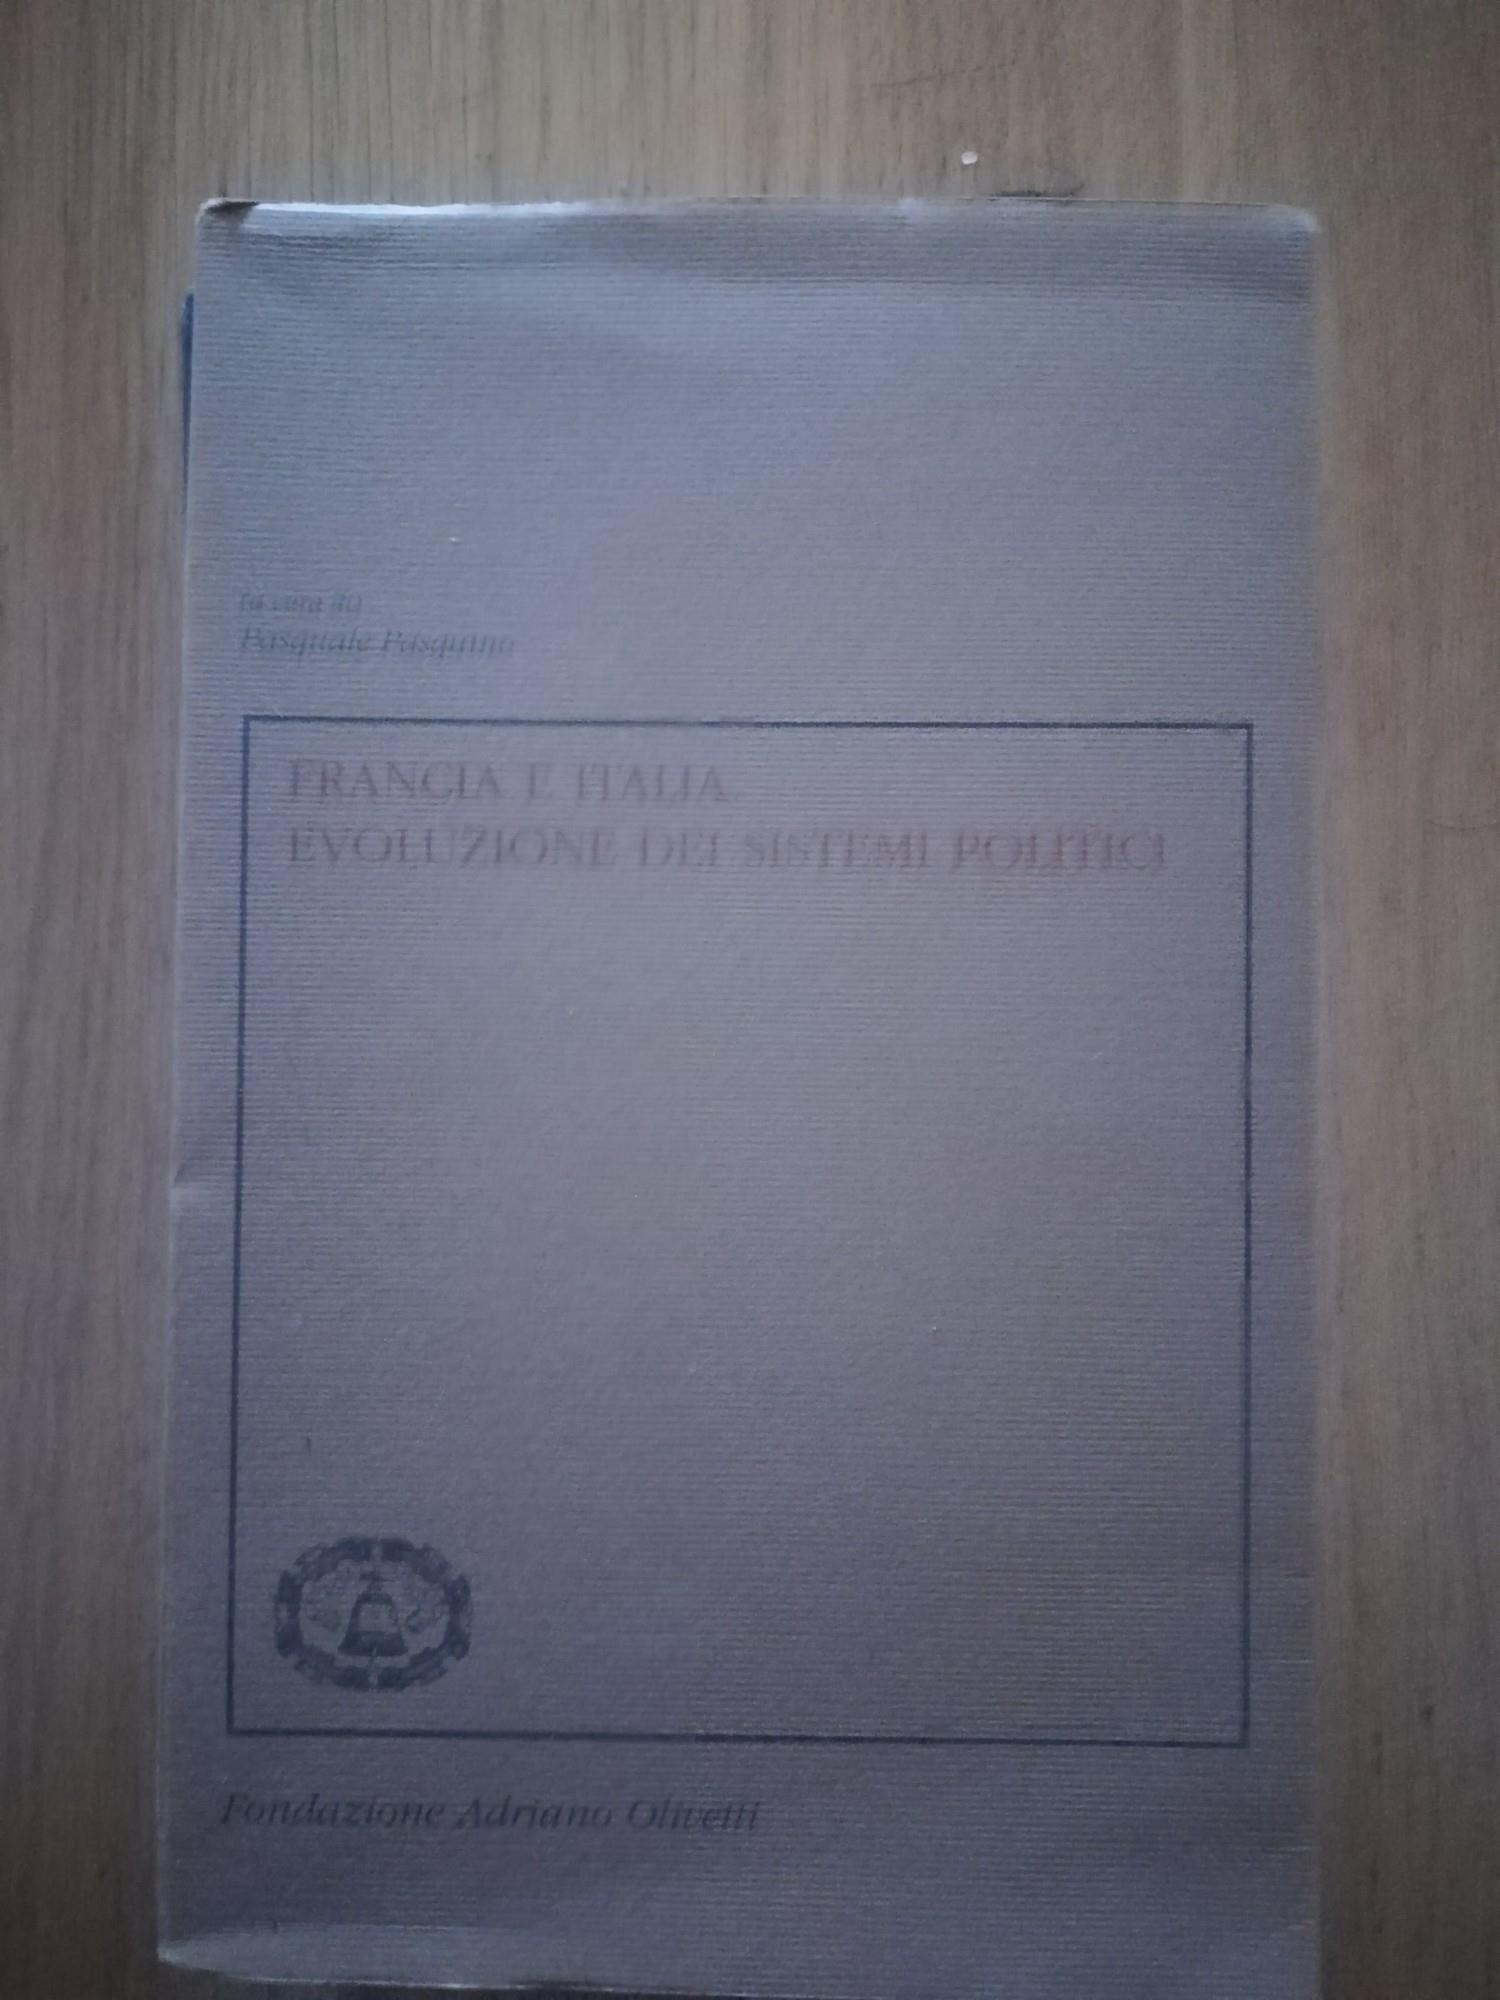 (a cura di)
Pasquale Pasquino
FRANCIA E ITALIA
EVOLUZIONE DEI SISTEMI POLITICI
Fondazione Adriano Olivetti